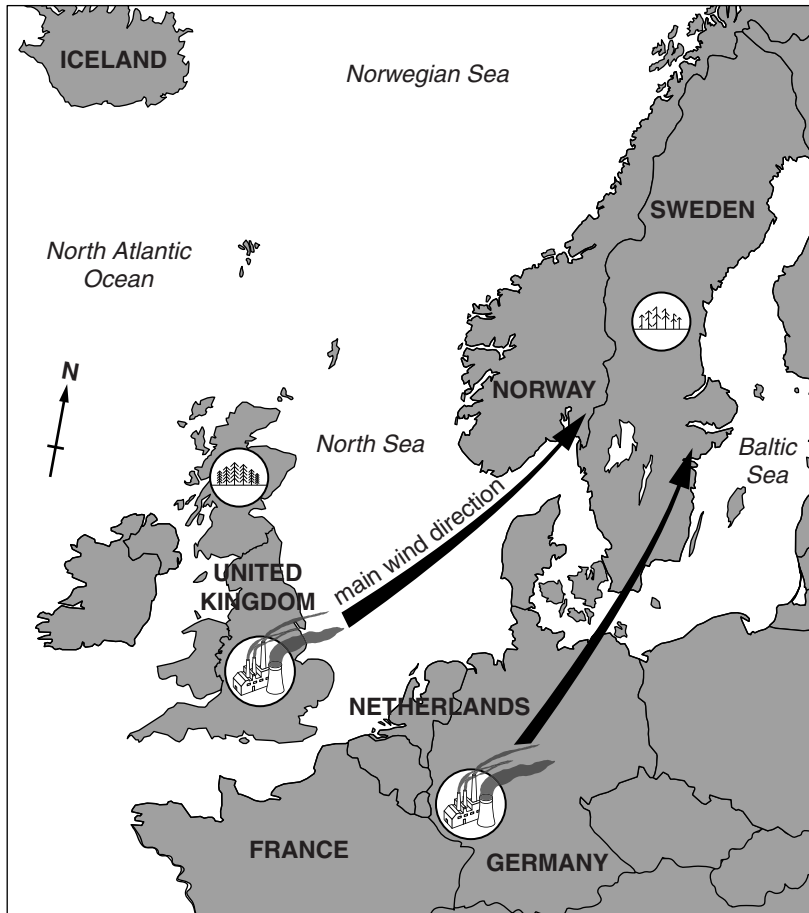 ICELAND
Norwegian Sea
SWEDEN
North Atlantic
Ocean
N
NORWAY
North Sea
Baltic
Sea
main wind direction
UNITED
KINGDOM
NETHERLANDS
FRANCE
GERMANY